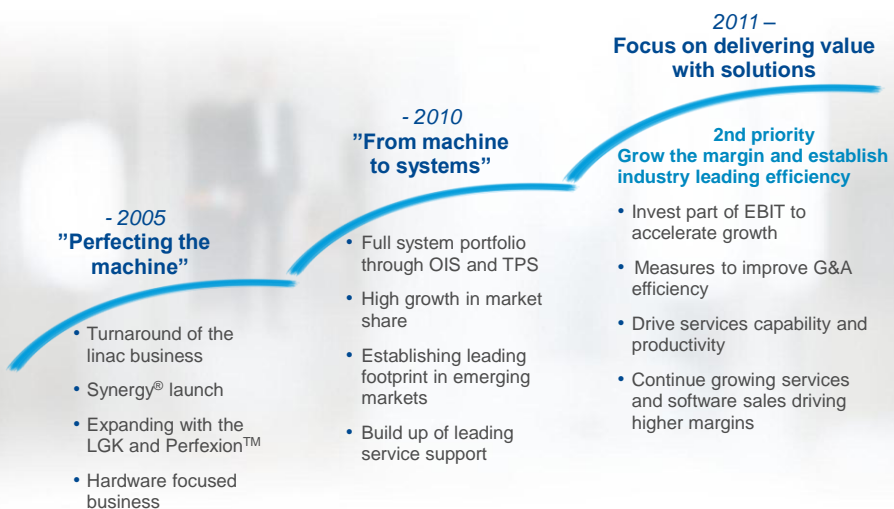 - 2005
”Perfecting the
machine”
• Turnaround of the
linac business
• Synergy® launch
• Expanding with the
LGK and Perfexion™
• Hardware focused
business
- 2010
”From machine
to systems”
• Full system portfolio
through OIS and TPS
• High growth in market
share
• Establishing leading
footprint in emerging
markets
• Build up of leading
service support
2011 –
Focus on delivering value
with solutions
2nd priority
Grow the margin and establish
industry leading efficiency
• Invest part of EBIT to
accelerate growth
• Measures to improve G&A
efficiency
• Drive services capability and
productivity
• Continue growing services
and software sales driving
higher margins